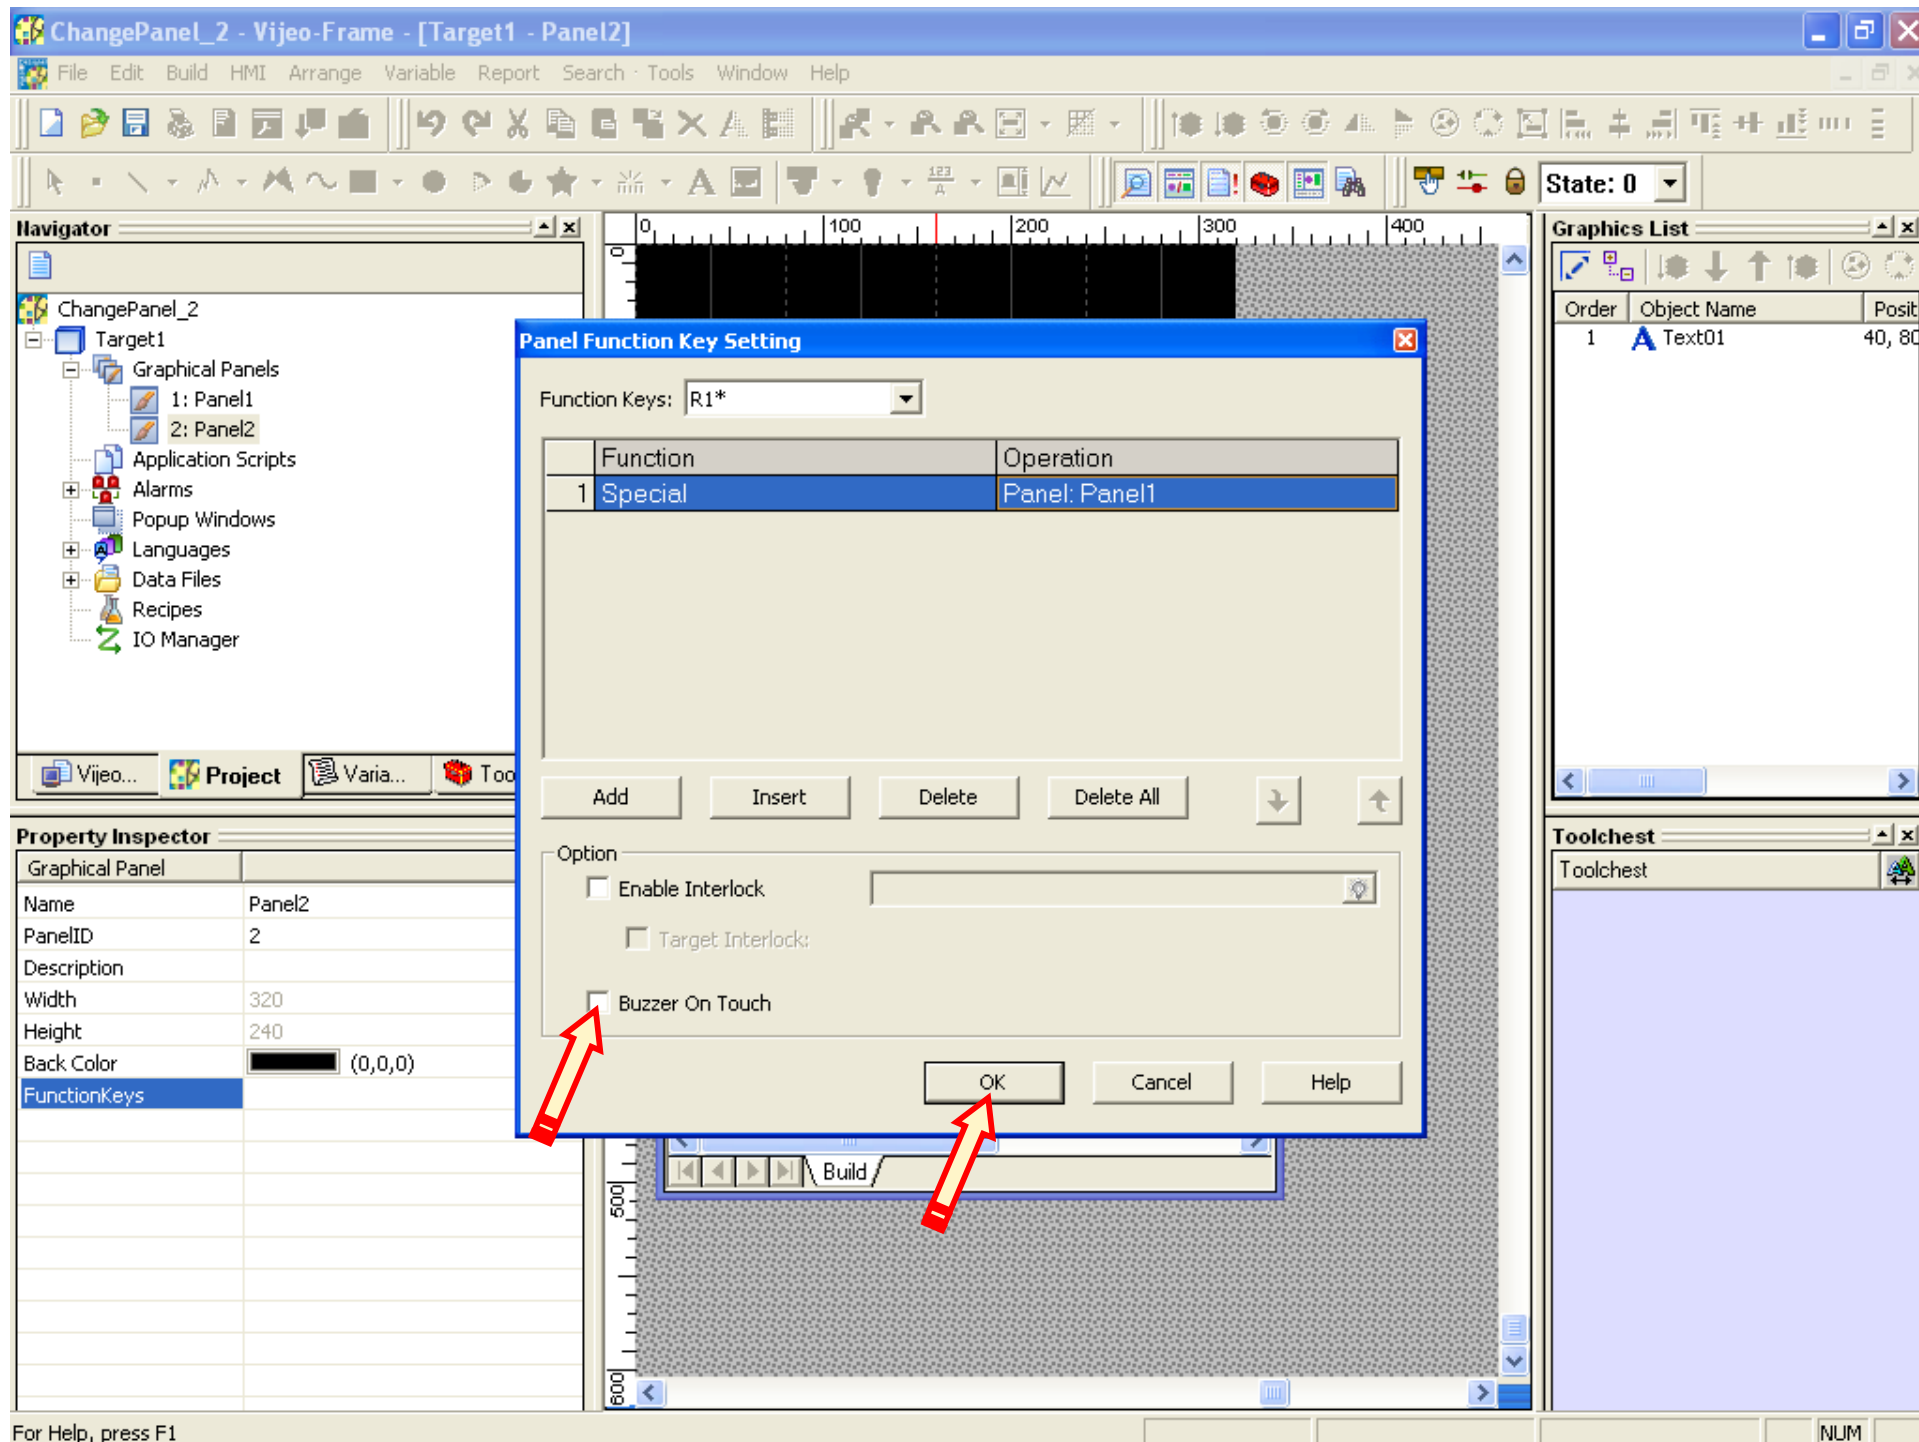 ChangePanel_2 - Vijeo-Frame - [Target1 - Panel2]
File Edit Build HMI Arrange Variable Report Search Tools Window Help
State: 0
Navigator
ChangePanel_2
Target1
Graphical Panels
1: Panel1
2: Panel2
Application Scripts
Alarms
Popup Windows
Languages
Data Files
Recipes
IO Manager
Vijeo... Project Varia... Too
Property Inspector
Graphical Panel
Name Panel2
PanelID 2
Description
Width 320
Height 240
Back Color (0,0,0)
FunctionKeys
0 100 200 300 400
0
500
600
Panel Function Key Setting
Function Keys: R1*
Function Operation
1 Special Panel: Panel1
Add Insert Delete Delete All
Option
Enable Interlock
Target Interlock:
Buzzer On Touch
OK Cancel Help
Build
Graphics List
Order Object Name Posit
1 Text01 40, 80
Toolchest
Toolchest
For Help, press F1
NUM